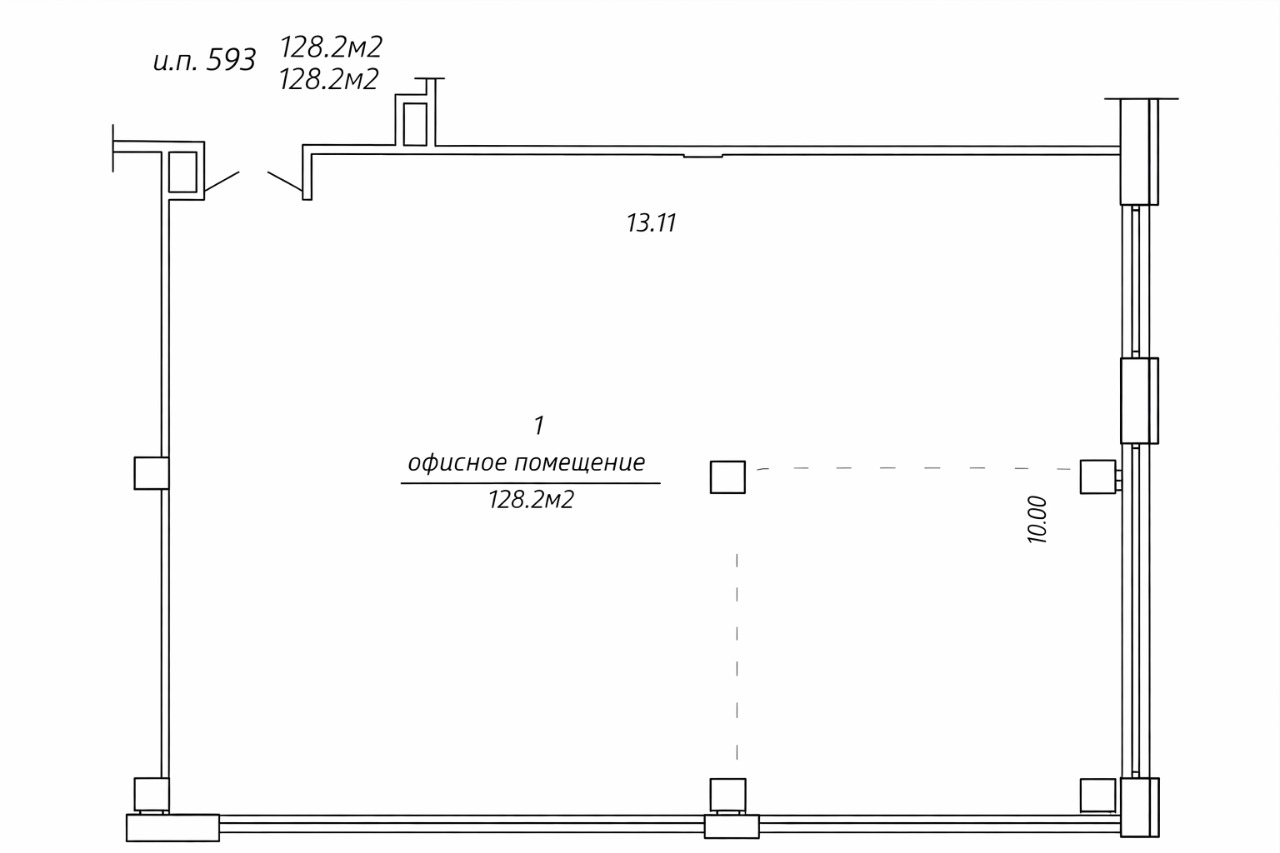 и.п. 593 128.2м2
128.2м2
13.11
1
офисное помещение
128.2м2
10.00